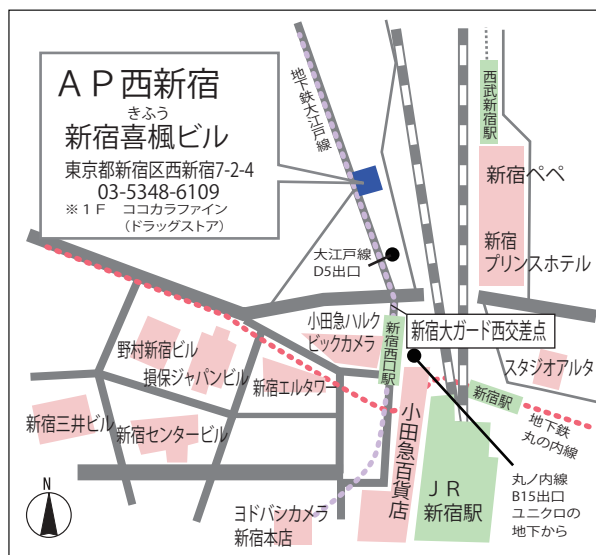 AP西新宿
きふう
新宿喜楓ビル
東京都新宿区西新宿7-2-4
03-5348-6109
※1F ココカラファイン
（ドラッグストア）
地下鉄大江戸線
西武新宿駅
新宿ペペ
新宿
プリンスホテル
大江戸線
D5出口
新宿大ガード西交差点
小田急ハルク
ビックカメラ
新宿西口駅
野村新宿ビル
損保ジャパンビル
新宿エルタワー
スタジオアルタ
新宿駅
地下鉄
丸の内線
新宿三井ビル
新宿センタービル
小田急百貨店
JR
新宿駅
丸ノ内線
B15出口
ユニクロの
地下から
ヨドバシカメラ
新宿本店
N